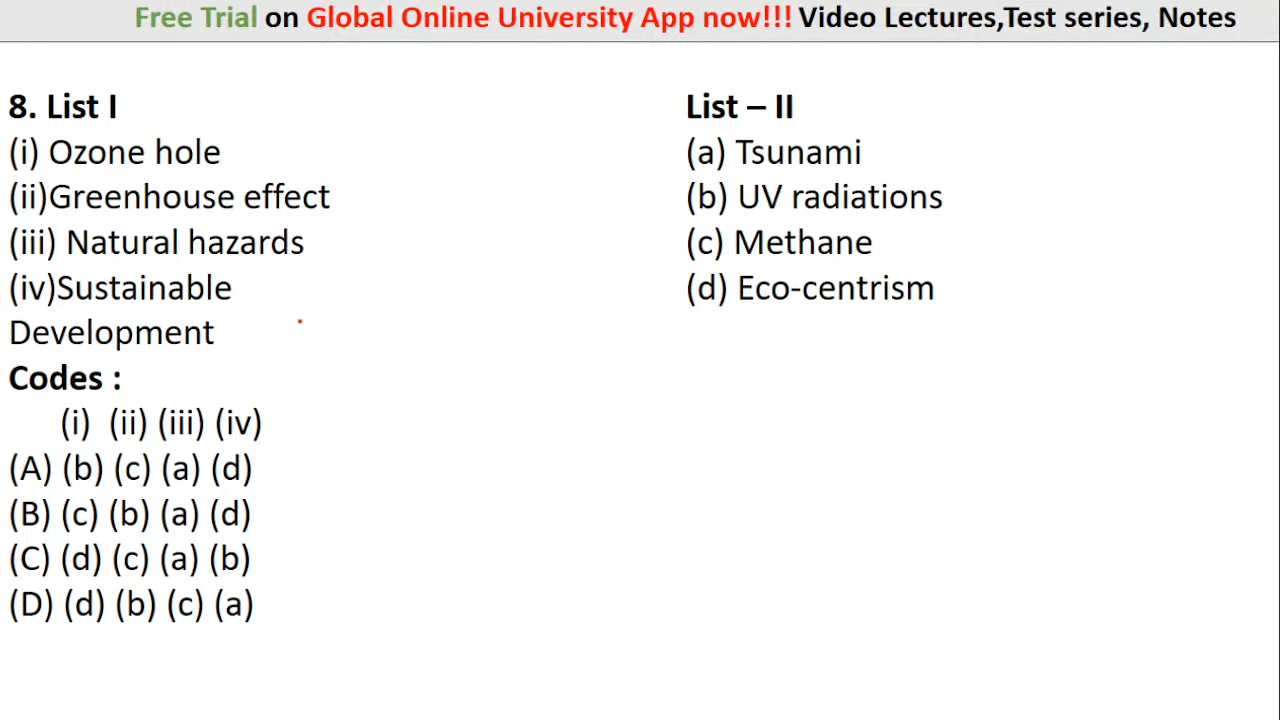 Free Trial on Global Online University App now!!! Video Lectures,Test series, Notes
8. List I
(i) Ozone hole
(ii)Greenhouse effect
(iii) Natural hazards
(iv)Sustainable
Development
List – II
(a) Tsunami
(b) UV radiations
(c) Methane
(d) Eco-centrism
Codes :
(i) (ii) (iii) (iv)
(A) (b) (c) (a) (d)
(B) (c) (b) (a) (d)
(C) (d) (c) (a) (b)
(D) (d) (b) (c) (a)